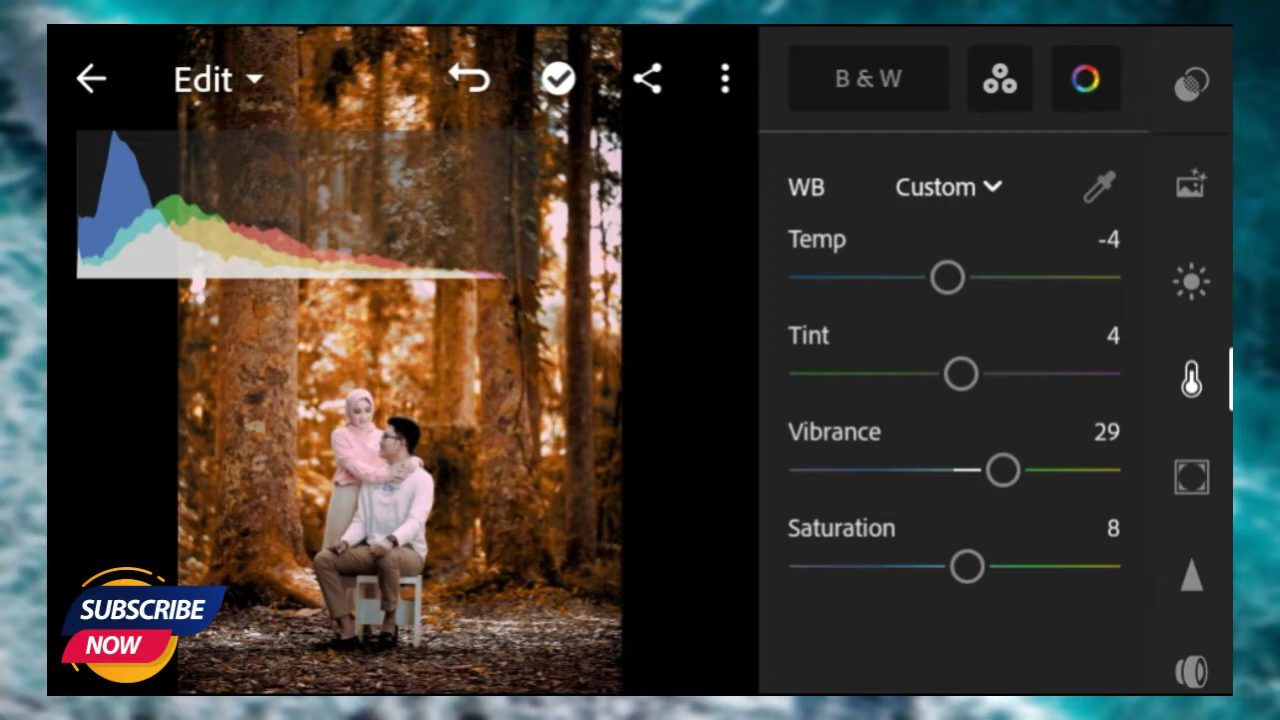 Edit
B & W
WB Custom
Temp -4
Tint 4
Vibrance 29
Saturation 8
SUBSCRIBE
NOW